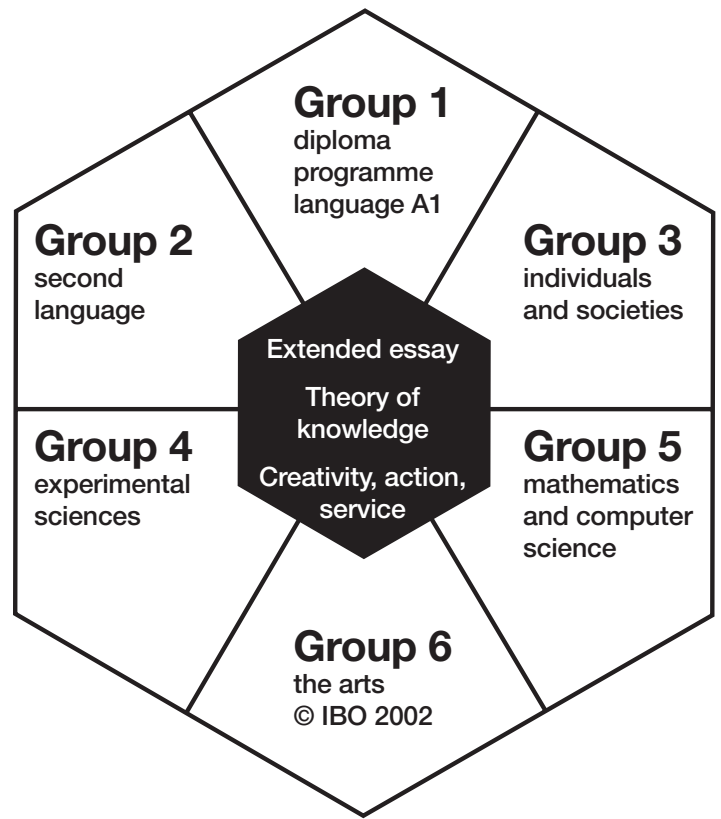 Group 1
diploma
programme
language A1
Group 2
second
language
Group 3
individuals
and societies
Extended essay
Theory of
knowledge
Creativity, action,
service
Group 4
experimental
sciences
Group 5
mathematics
and computer
science
Group 6
the arts
© IBO 2002